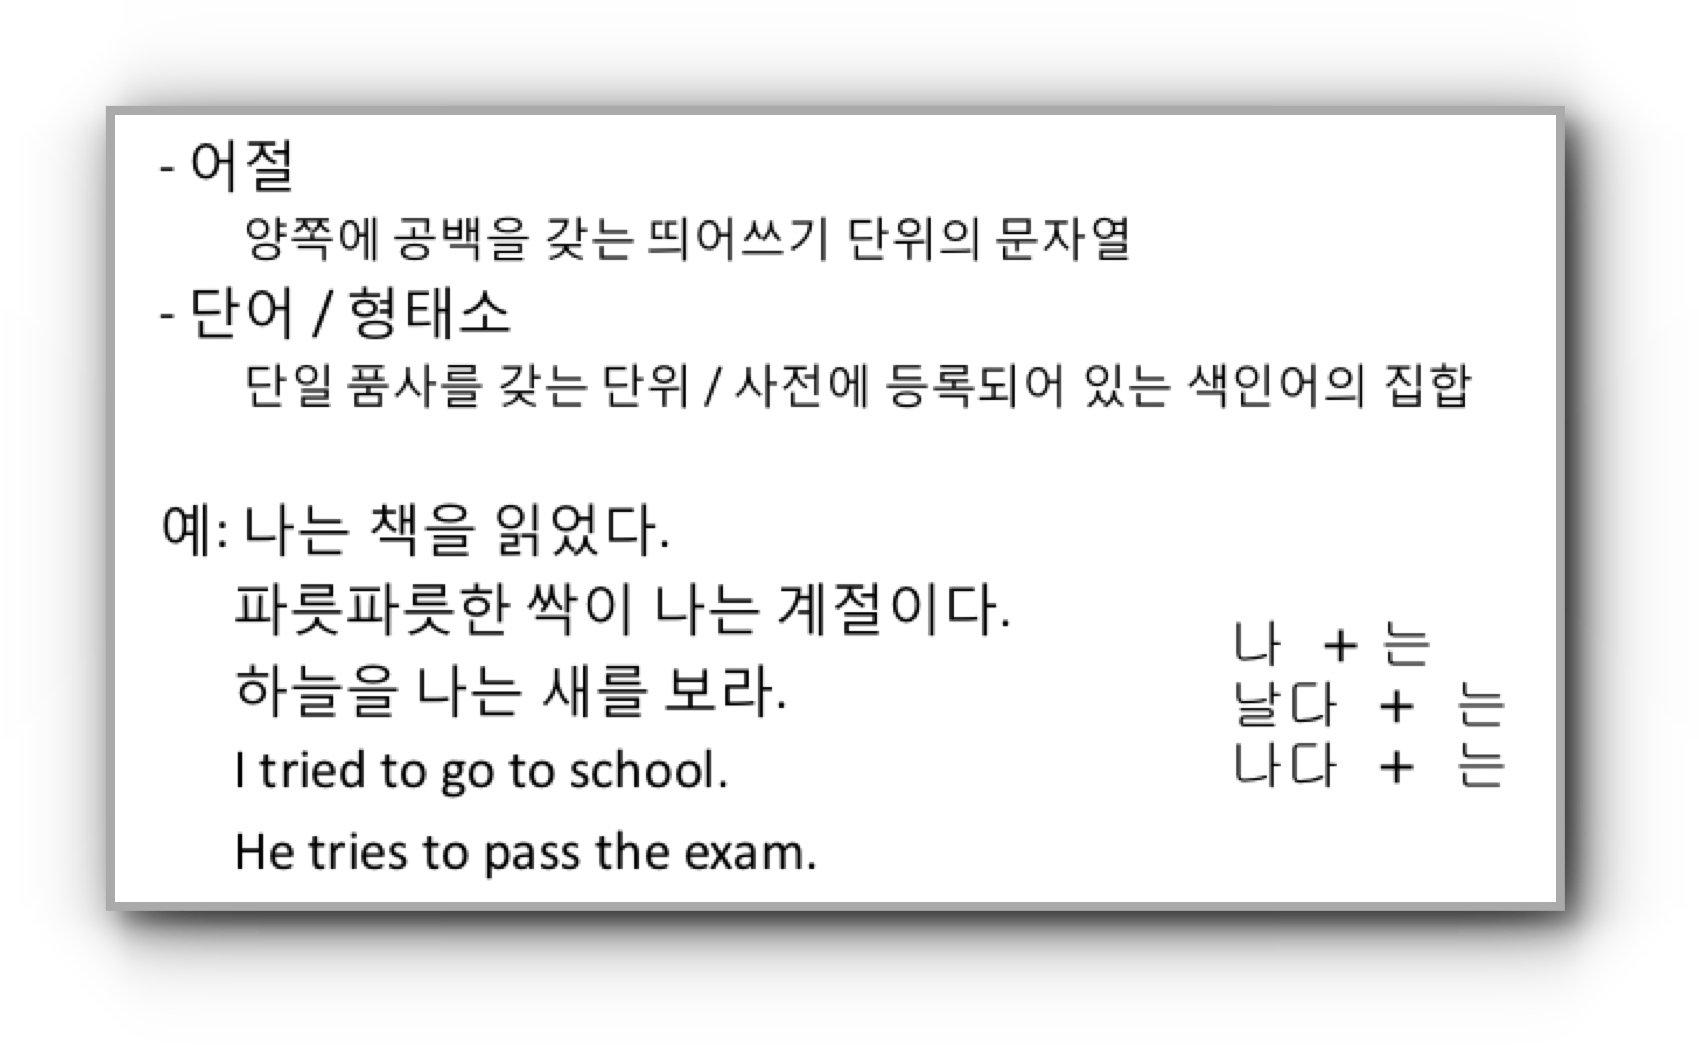 - 어절
양쪽에 공백을 갖는 띄어쓰기 단위의 문자열
- 단어 / 형태소
단일 품사를 갖는 단위 / 사전에 등록되어 있는 색인어의 집합
예: 나는 책을 읽었다.
파릇파릇한 싹이 나는 계절이다.
하늘을 나는 새를 보라.
I tried to go to school.
He tries to pass the exam.
나 + 는
날다 + 는
나다 + 는